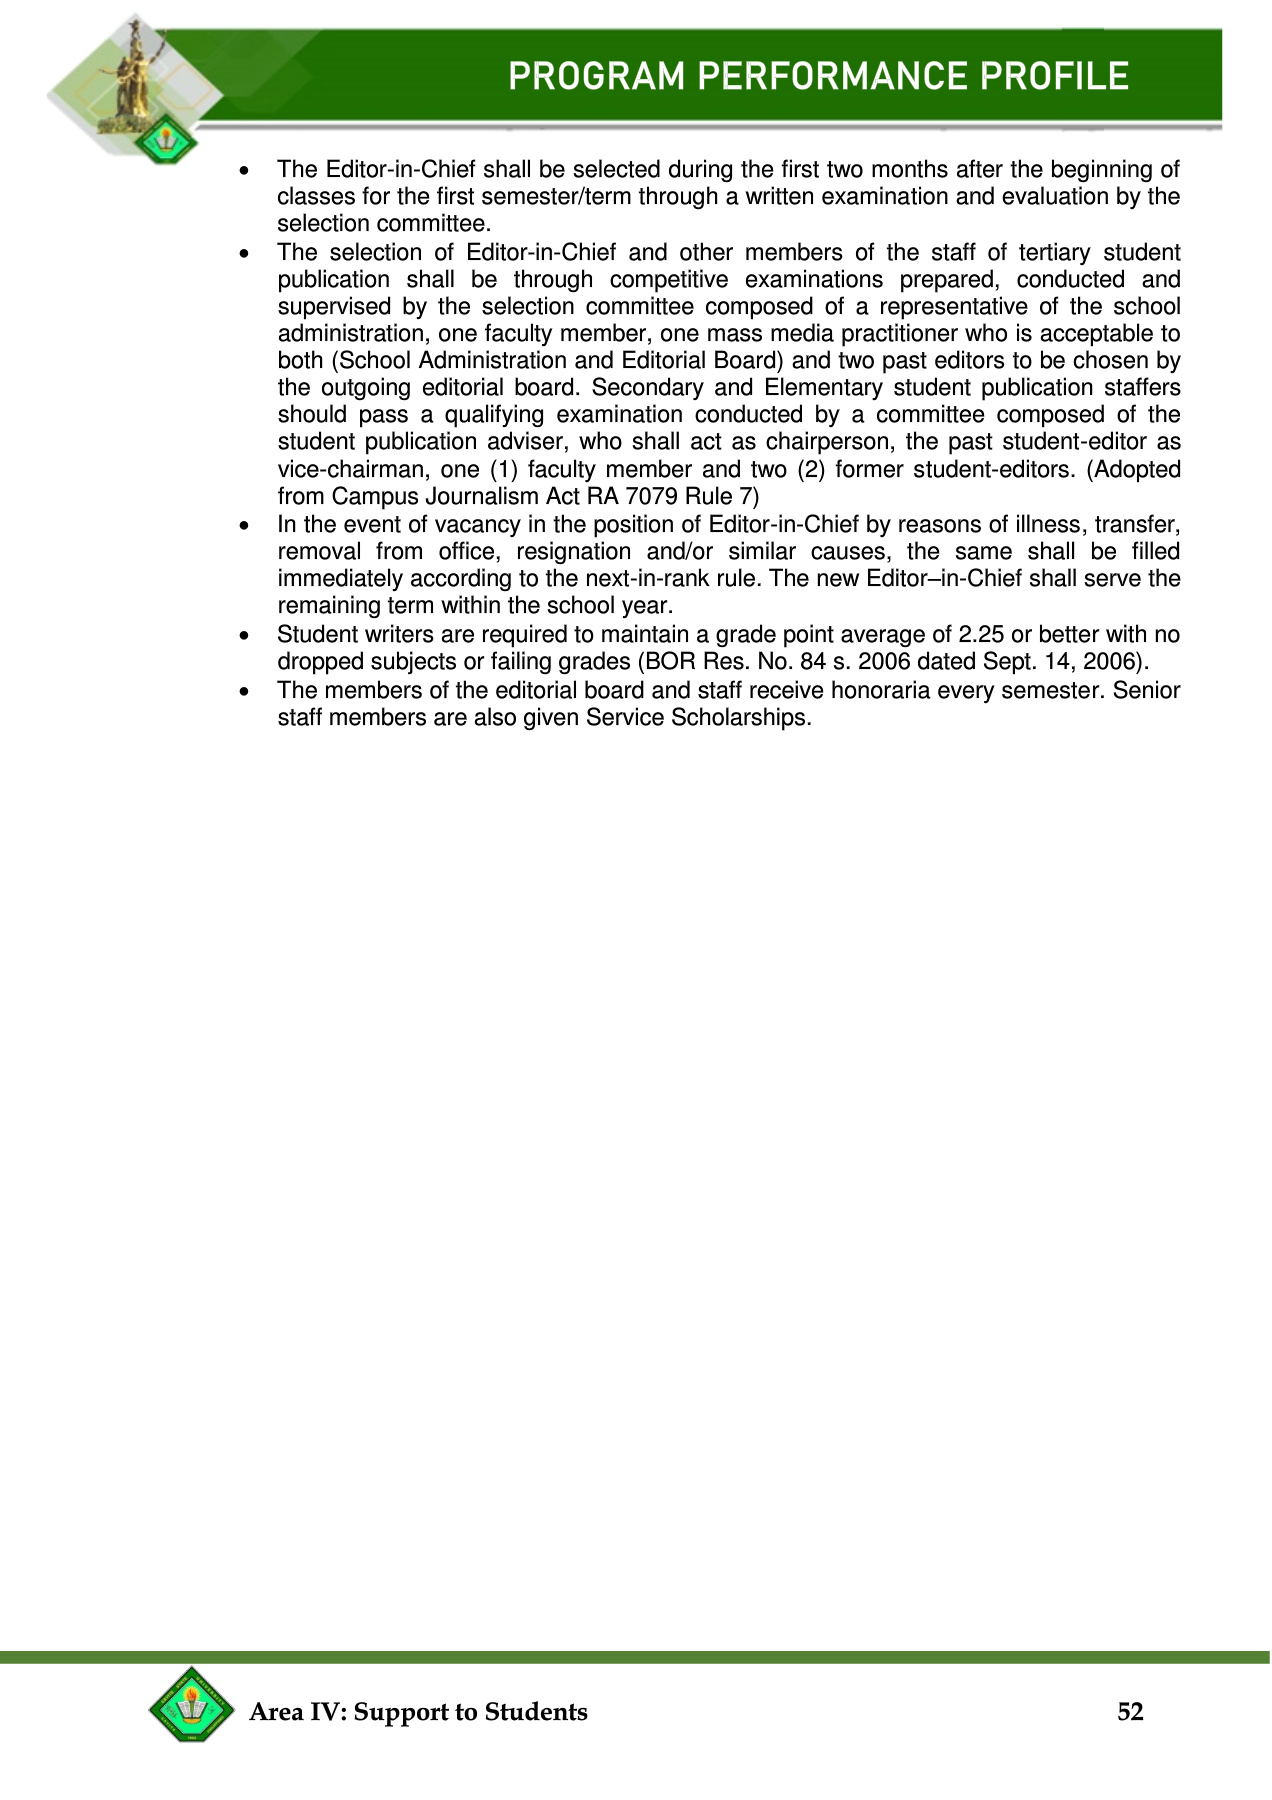 PROGRAM PERFORMANCE PROFILE
• The Editor-in-Chief shall be selected during the first two months after the beginning of
classes for the first semester/term through a written examination and evaluation by the
selection committee.
• The selection of Editor-in-Chief and other members of the staff of tertiary student
publication shall be through competitive examinations prepared, conducted and
supervised by the selection committee composed of a representative of the school
administration, one faculty member, one mass media practitioner who is acceptable to
both (School Administration and Editorial Board) and two past editors to be chosen by
the outgoing editorial board. Secondary and Elementary student publication staffers
should pass a qualifying examination conducted by a committee composed of the
student publication adviser, who shall act as chairperson, the past student-editor as
vice-chairman, one (1) faculty member and two (2) former student-editors. (Adopted
from Campus Journalism Act RA 7079 Rule 7)
• In the event of vacancy in the position of Editor-in-Chief by reasons of illness, transfer,
removal from office, resignation and/or similar causes, the same shall be filled
immediately according to the next-in-rank rule. The new Editor–in-Chief shall serve the
remaining term within the school year.
• Student writers are required to maintain a grade point average of 2.25 or better with no
dropped subjects or failing grades (BOR Res. No. 84 s. 2006 dated Sept. 14, 2006).
• The members of the editorial board and staff receive honoraria every semester. Senior
staff members are also given Service Scholarships.
Area IV: Support to Students 52